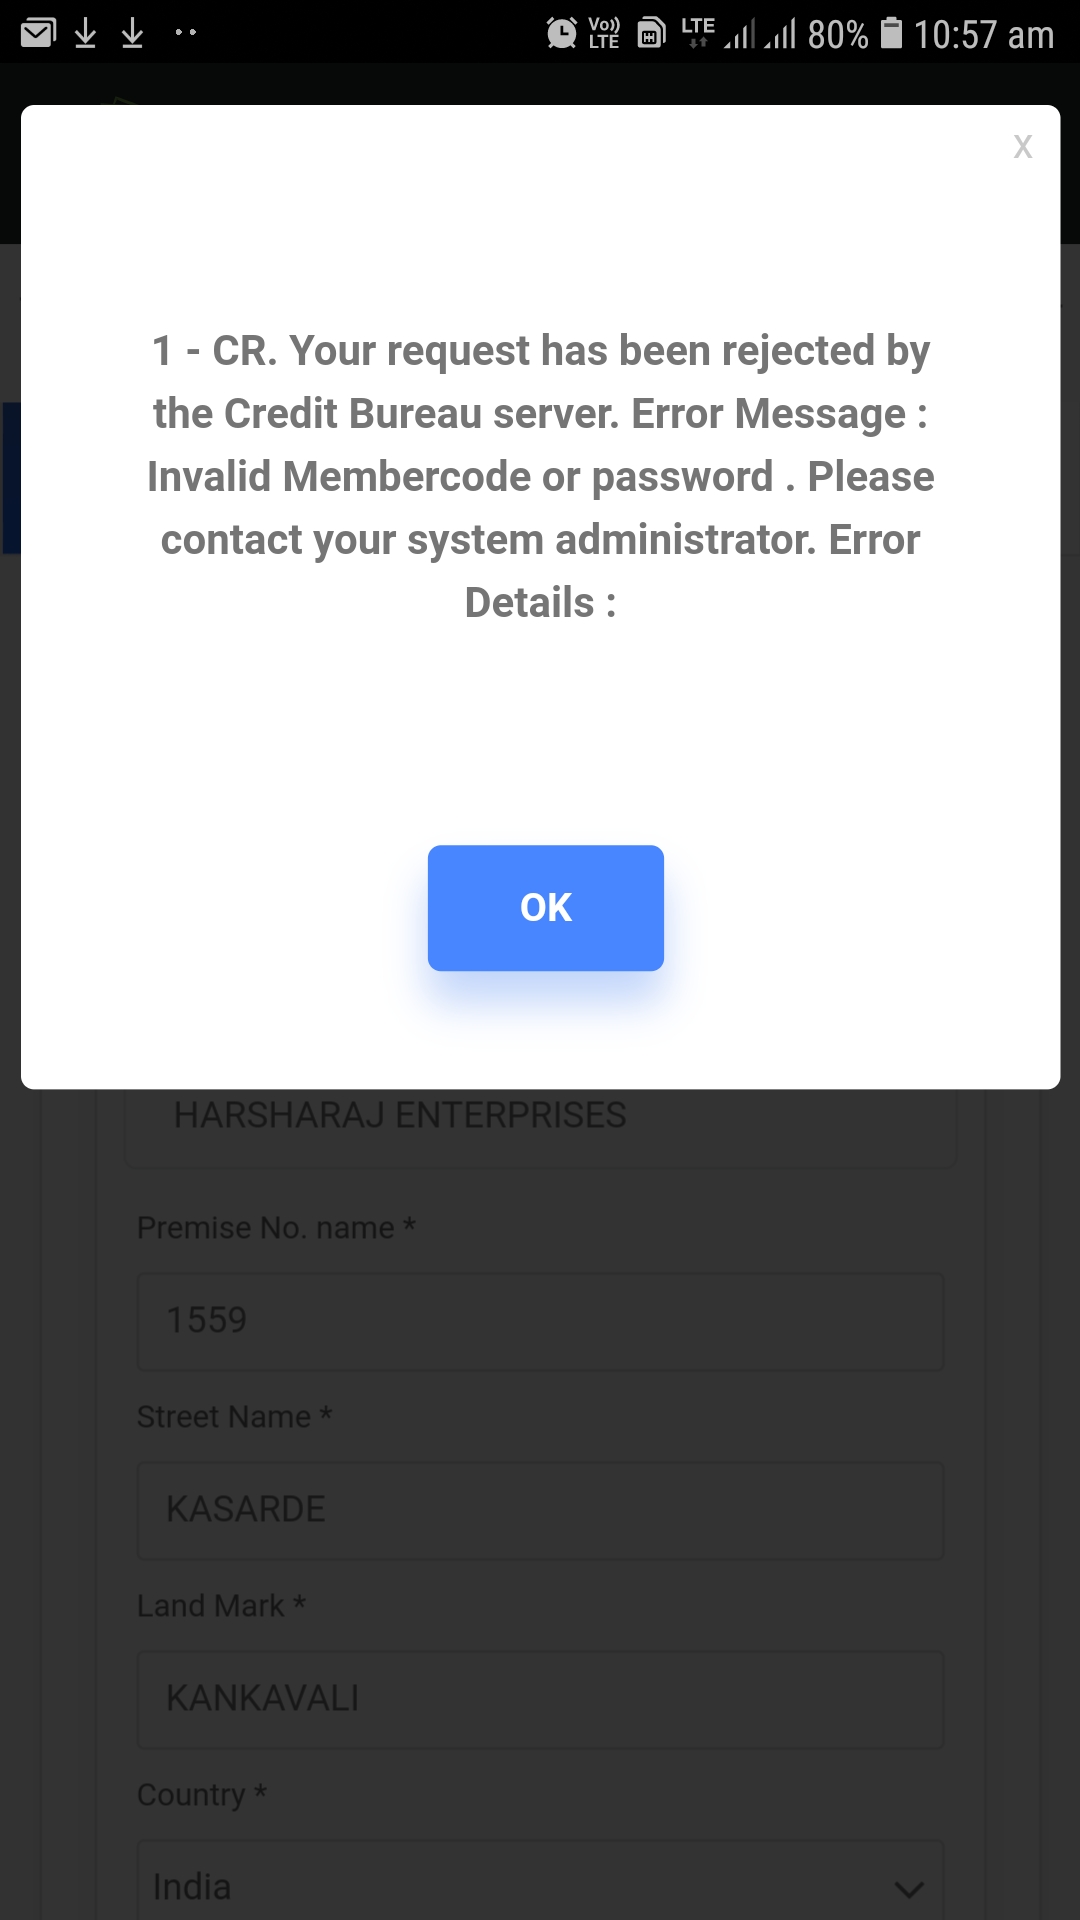 Vo)) LTE LTE 80% 10:57 am
X
1 - CR. Your request has been rejected by
the Credit Bureau server. Error Message :
Invalid Membercode or password . Please
contact your system administrator. Error
Details :
OK
HARSHARAJ ENTERPRISES
Premise No. name *
1559
Street Name *
KASARDE
Land Mark *
KANKAVALI
Country *
India